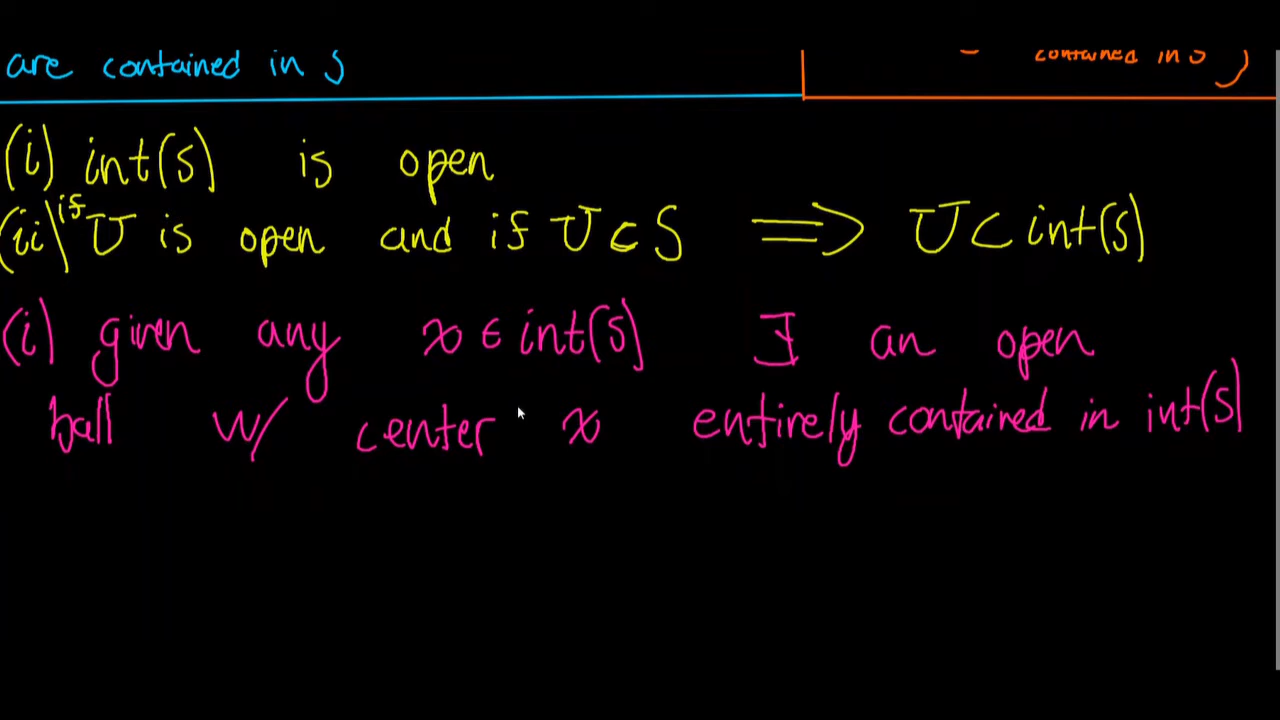 are contained in S
contained in S }
(i) int(S) is open
(ii) if U is open and if U ⊂ S ⟹ U ⊂ int(S)
(i) given any x ∈ int(S) ∃ an open
ball w/ center x entirely contained in int(S)